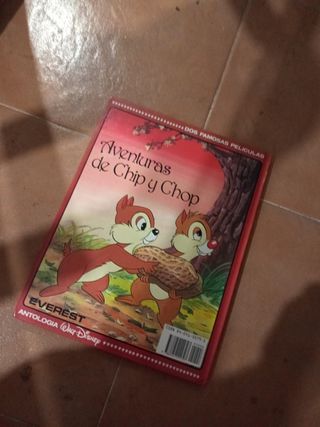 DOS FAMOSAS PELICULAS
Aventuras
de Chip y Chop
EVEREST
ANTOLOGIA Walt Disney